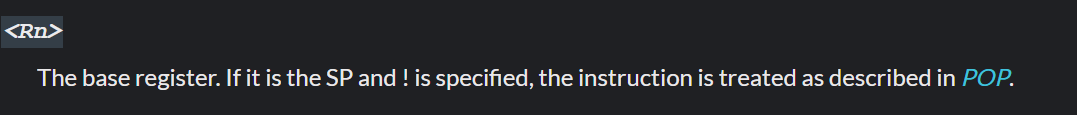 <Rn>
The base register. If it is the SP and ! is specified, the instruction is treated as described in POP.